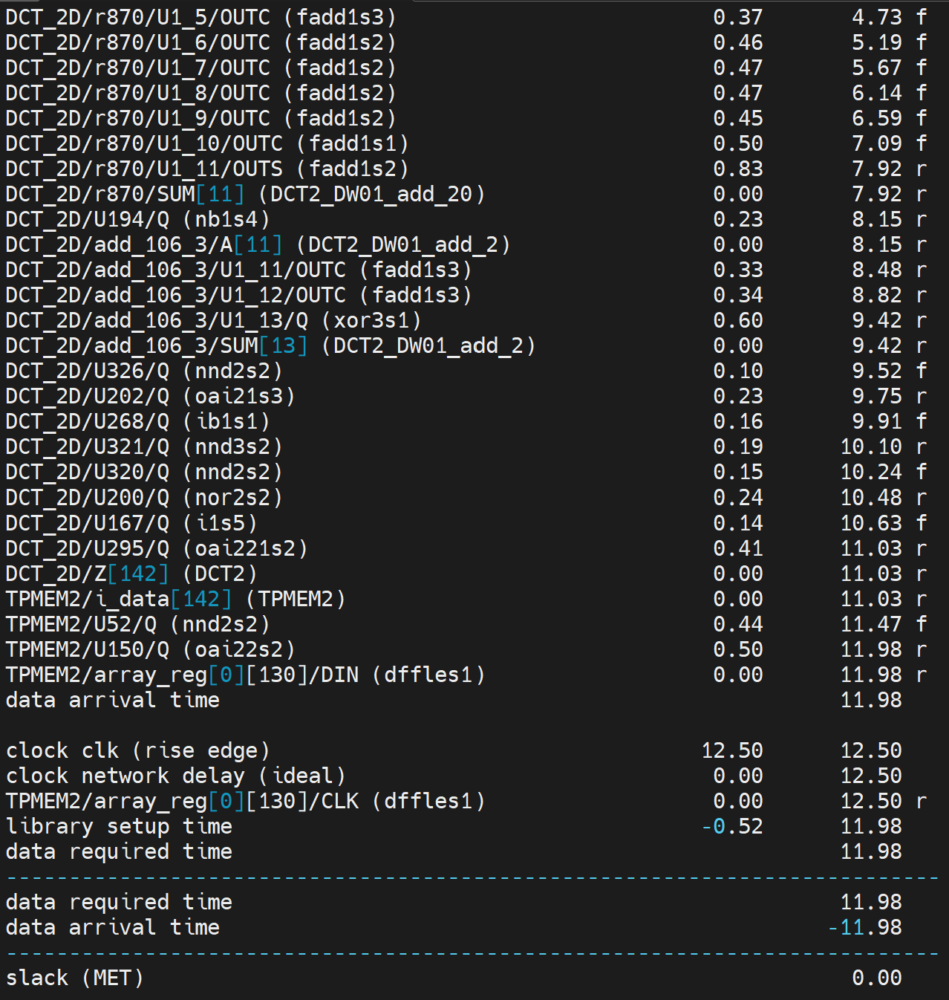 DCT_2D/r870/U1_5/OUTC (fadd1s3) 0.37 4.73 f
DCT_2D/r870/U1_6/OUTC (fadd1s2) 0.46 5.19 f
DCT_2D/r870/U1_7/OUTC (fadd1s2) 0.47 5.67 f
DCT_2D/r870/U1_8/OUTC (fadd1s2) 0.47 6.14 f
DCT_2D/r870/U1_9/OUTC (fadd1s2) 0.45 6.59 f
DCT_2D/r870/U1_10/OUTC (fadd1s1) 0.50 7.09 f
DCT_2D/r870/U1_11/OUTS (fadd1s2) 0.83 7.92 r
DCT_2D/r870/SUM[11] (DCT2_DW01_add_20) 0.00 7.92 r
DCT_2D/U194/Q (nb1s4) 0.23 8.15 r
DCT_2D/add_106_3/A[11] (DCT2_DW01_add_2) 0.00 8.15 r
DCT_2D/add_106_3/U1_11/OUTC (fadd1s3) 0.33 8.48 r
DCT_2D/add_106_3/U1_12/OUTC (fadd1s3) 0.34 8.82 r
DCT_2D/add_106_3/U1_13/Q (xor3s1) 0.60 9.42 r
DCT_2D/add_106_3/SUM[13] (DCT2_DW01_add_2) 0.00 9.42 r
DCT_2D/U326/Q (nnd2s2) 0.10 9.52 f
DCT_2D/U202/Q (oai21s3) 0.23 9.75 r
DCT_2D/U268/Q (ib1s1) 0.16 9.91 f
DCT_2D/U321/Q (nnd3s2) 0.19 10.10 r
DCT_2D/U320/Q (nnd2s2) 0.15 10.24 f
DCT_2D/U200/Q (nor2s2) 0.24 10.48 r
DCT_2D/U167/Q (i1s5) 0.14 10.63 f
DCT_2D/U295/Q (oai221s2) 0.41 11.03 r
DCT_2D/Z[142] (DCT2) 0.00 11.03 r
TPMEM2/i_data[142] (TPMEM2) 0.00 11.03 r
TPMEM2/U52/Q (nnd2s2) 0.44 11.47 f
TPMEM2/U150/Q (oai22s2) 0.50 11.98 r
TPMEM2/array_reg[0][130]/DIN (dffles1) 0.00 11.98 r
data arrival time 11.98
clock clk (rise edge) 12.50 12.50
clock network delay (ideal) 0.00 12.50
TPMEM2/array_reg[0][130]/CLK (dffles1) 0.00 12.50 r
library setup time -0.52 11.98
data required time 11.98
--------------------------------------------------------------------------
data required time 11.98
data arrival time -11.98
--------------------------------------------------------------------------
slack (MET) 0.00